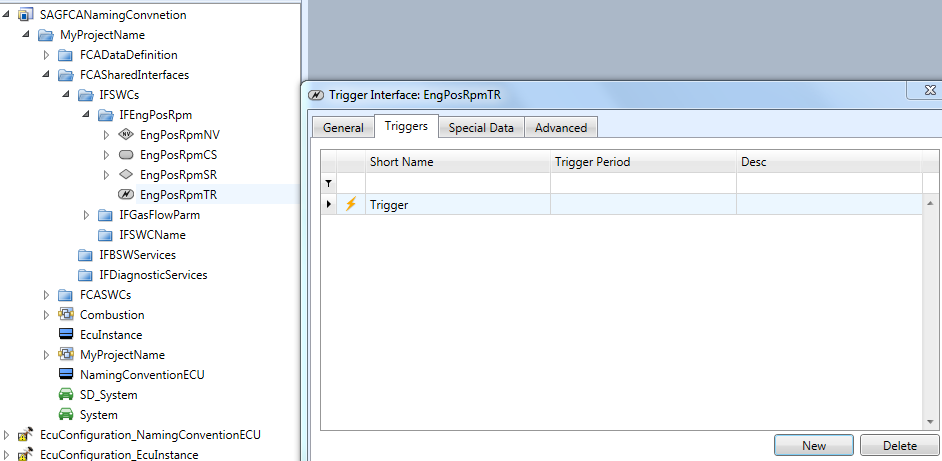 SAGFCANamingConvnetion
MyProjectName
FCADataDefinition
FCASharedInterfaces
IFSWCs
IFEngPosRpm
NV EngPosRpmNV
EngPosRpmCS
EngPosRpmSR
EngPosRpmTR
IFGasFlowParm
IFSWCName
IFBSWServices
IFDiagnosticServices
FCASWCs
Combustion
EcuInstance
MyProjectName
NamingConventionECU
SD_System
System
EcuConfiguration_NamingConventionECU
EcuConfiguration_EcuInstance
Trigger Interface: EngPosRpmTR
General Triggers Special Data Advanced
Short Name Trigger Period Desc
Trigger
New Delete